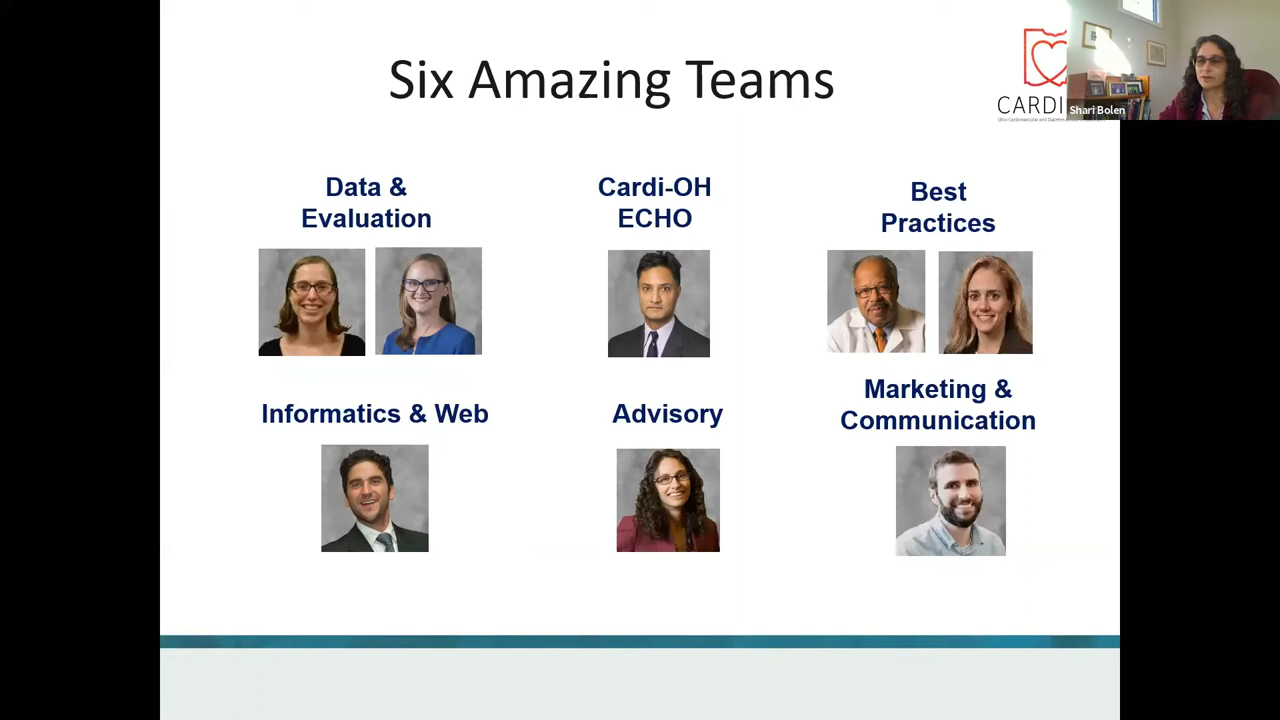 Six Amazing Teams
CARDI
Shari Bolen
Data &
Evaluation
Cardi-OH
ECHO
Best
Practices
Informatics & Web
Advisory
Marketing &
Communication